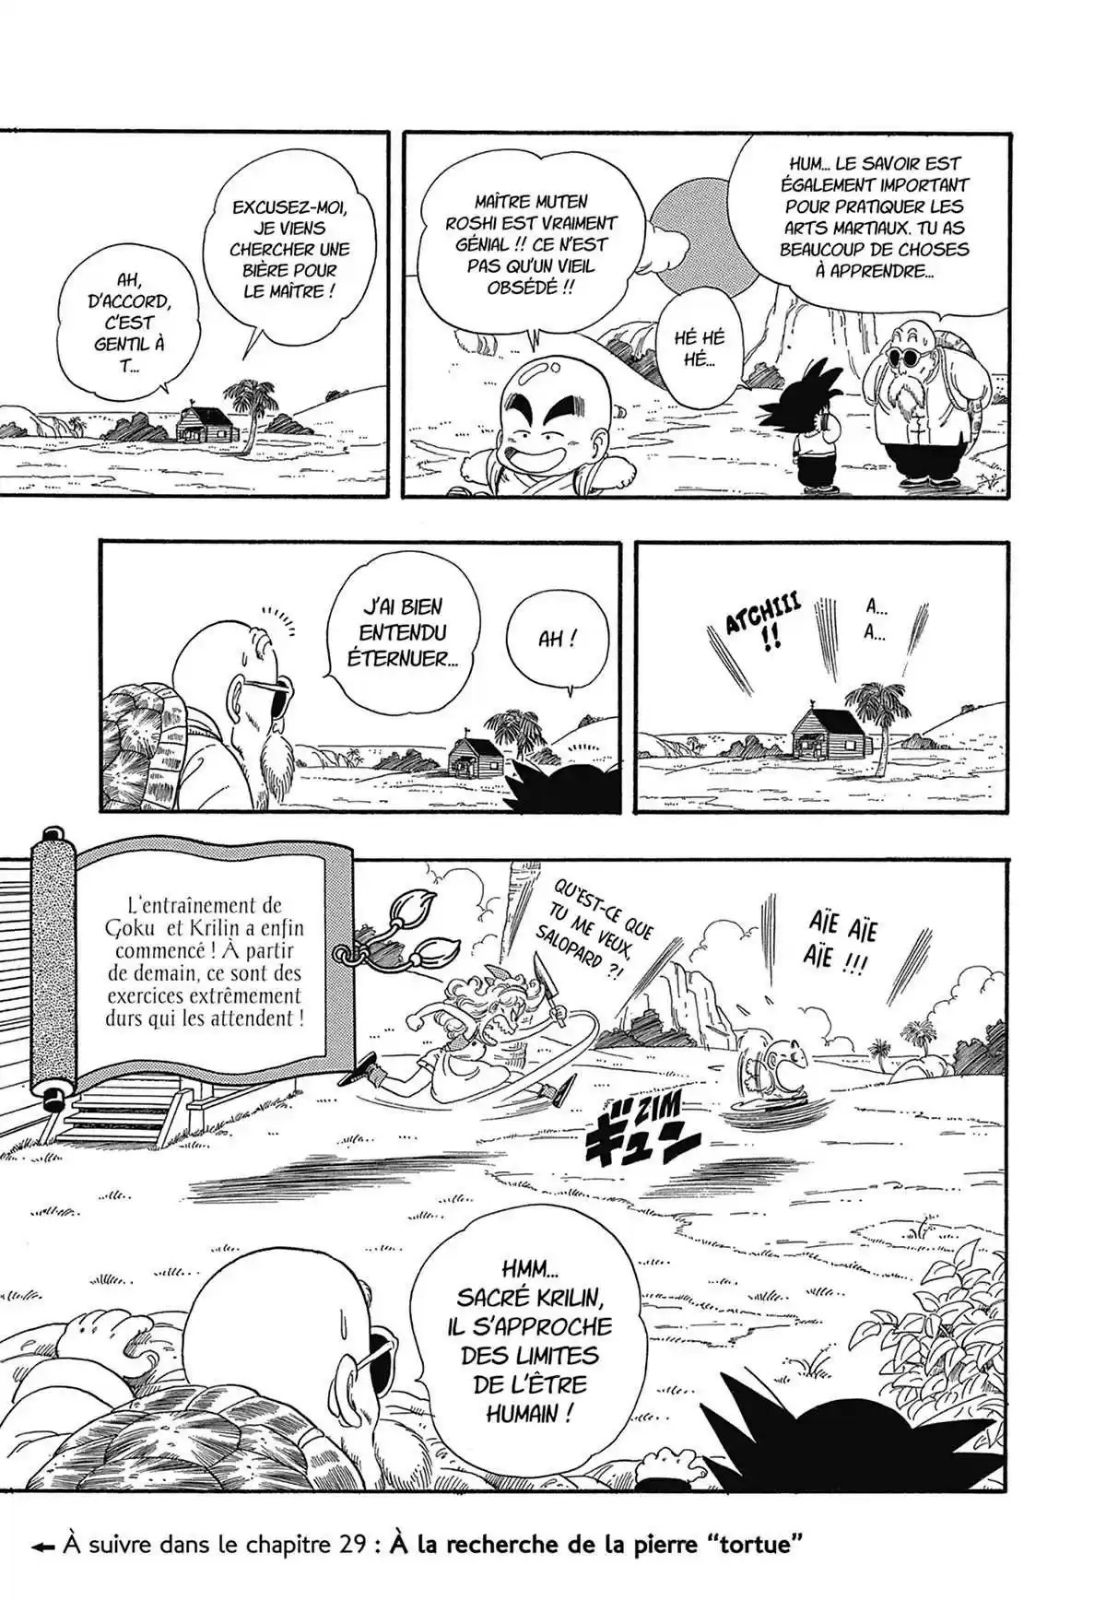 HUM... LE SAVOIR EST
ÉGALEMENT IMPORTANT
POUR PRATIQUER LES
ARTS MARTIAUX. TU AS
BEAUCOUP DE CHOSES
À APPRENDRE...
HÉ HÉ
HÉ...
MAÎTRE MUTEN
ROSHI EST VRAIMENT
GÉNIAL !! CE N'EST
PAS QU'UN VIEIL
OBSÉDÉ !!
EXCUSEZ-MOI,
JE VIENS
CHERCHER UNE
BIÈRE POUR
LE MAÎTRE !
AH,
D'ACCORD,
C'EST
GENTIL À
T...
A...
A...
ATCHIII
!!
AH !
J'AI BIEN
ENTENDU
ÉTERNUER...
AÏE AÏE
AÏE !!!
QU'EST-CE QUE
TU ME VEUX,
SALOPARD ?!
ZIM
ギュン
L'entraînement de
Goku et Krilin a enfin
commencé ! À partir
de demain, ce sont des
exercices extrêmement
durs qui les attendent !
HMM...
SACRÉ KRILIN,
IL S'APPROCHE
DES LIMITES
DE L'ÊTRE
HUMAIN !
À suivre dans le chapitre 29 : À la recherche de la pierre “tortue”